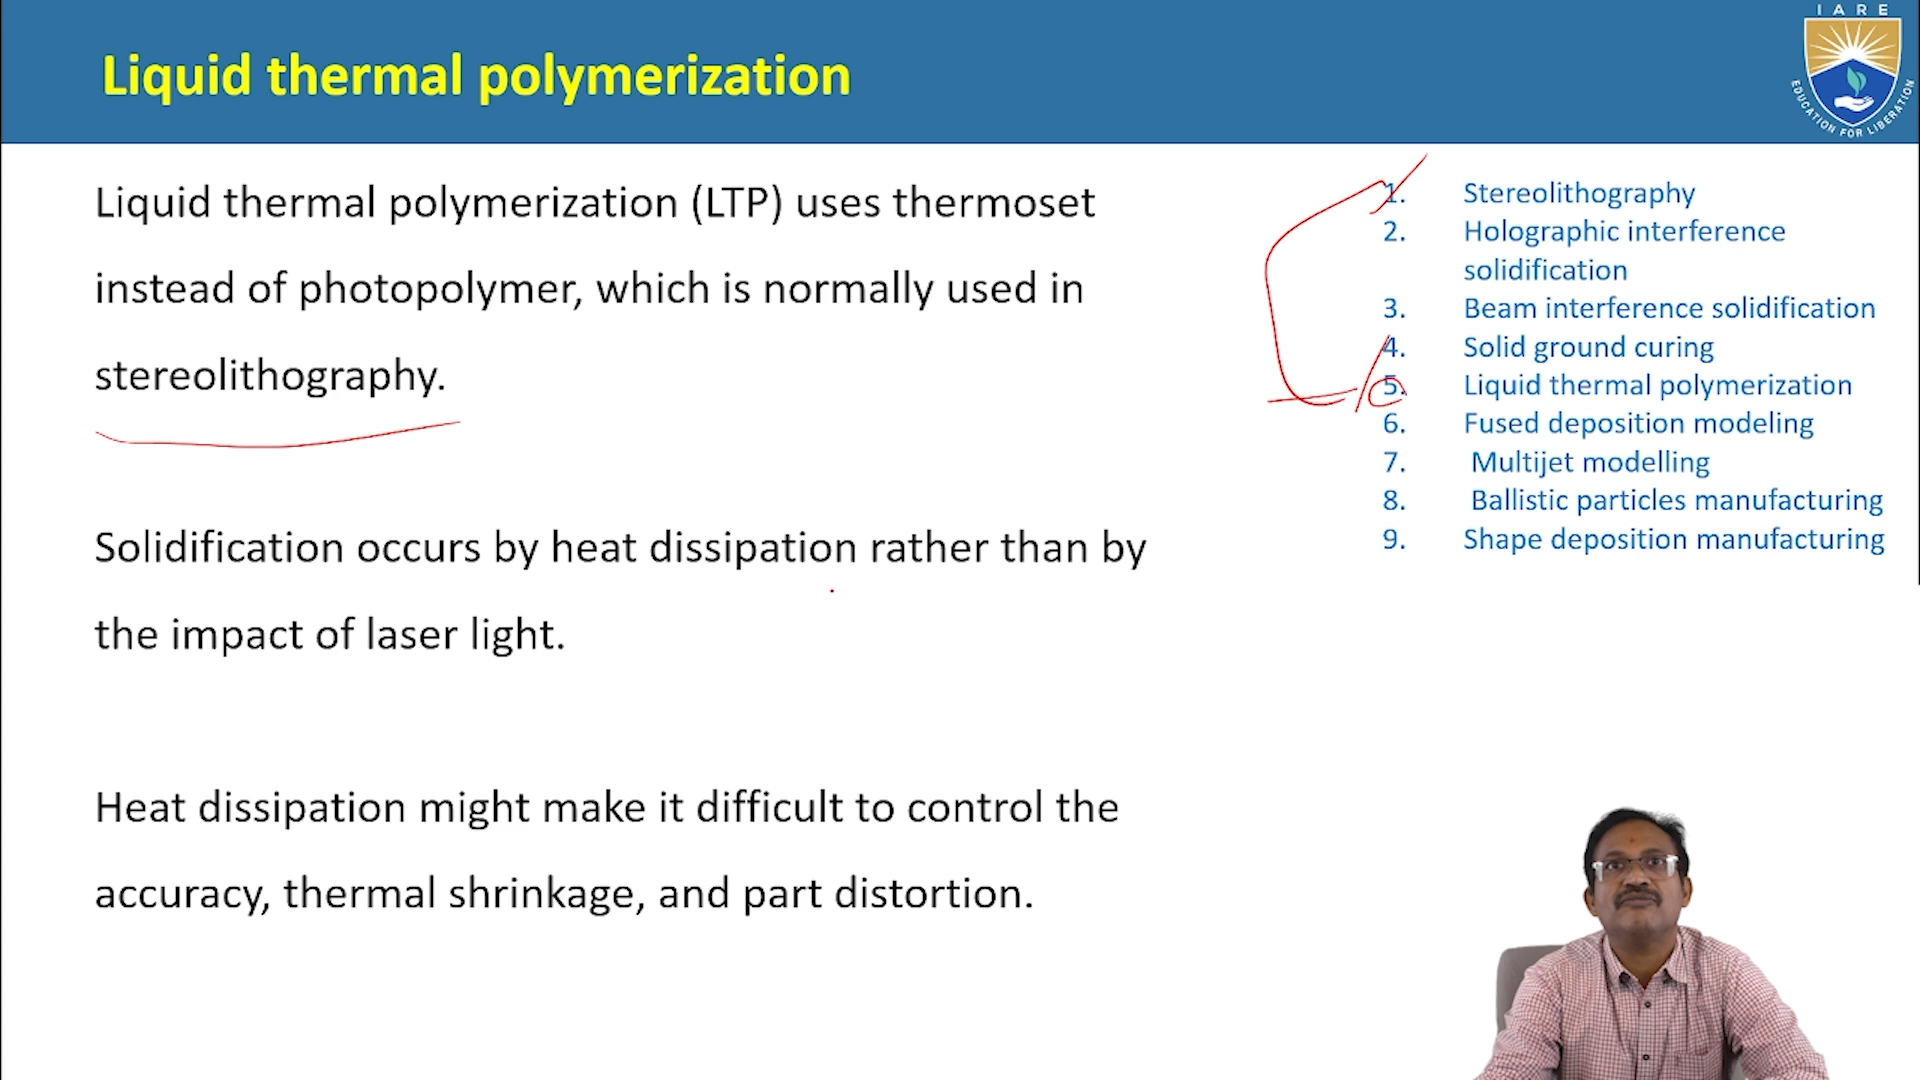 IARE
EDUCATION FOR LIBERATION
Liquid thermal polymerization
Liquid thermal polymerization (LTP) uses thermoset
instead of photopolymer, which is normally used in
stereolithography.
Solidification occurs by heat dissipation rather than by
the impact of laser light.
Heat dissipation might make it difficult to control the
accuracy, thermal shrinkage, and part distortion.
1. Stereolithography
2. Holographic interference
solidification
3. Beam interference solidification
4. Solid ground curing
5. Liquid thermal polymerization
6. Fused deposition modeling
7. Multijet modelling
8. Ballistic particles manufacturing
9. Shape deposition manufacturing